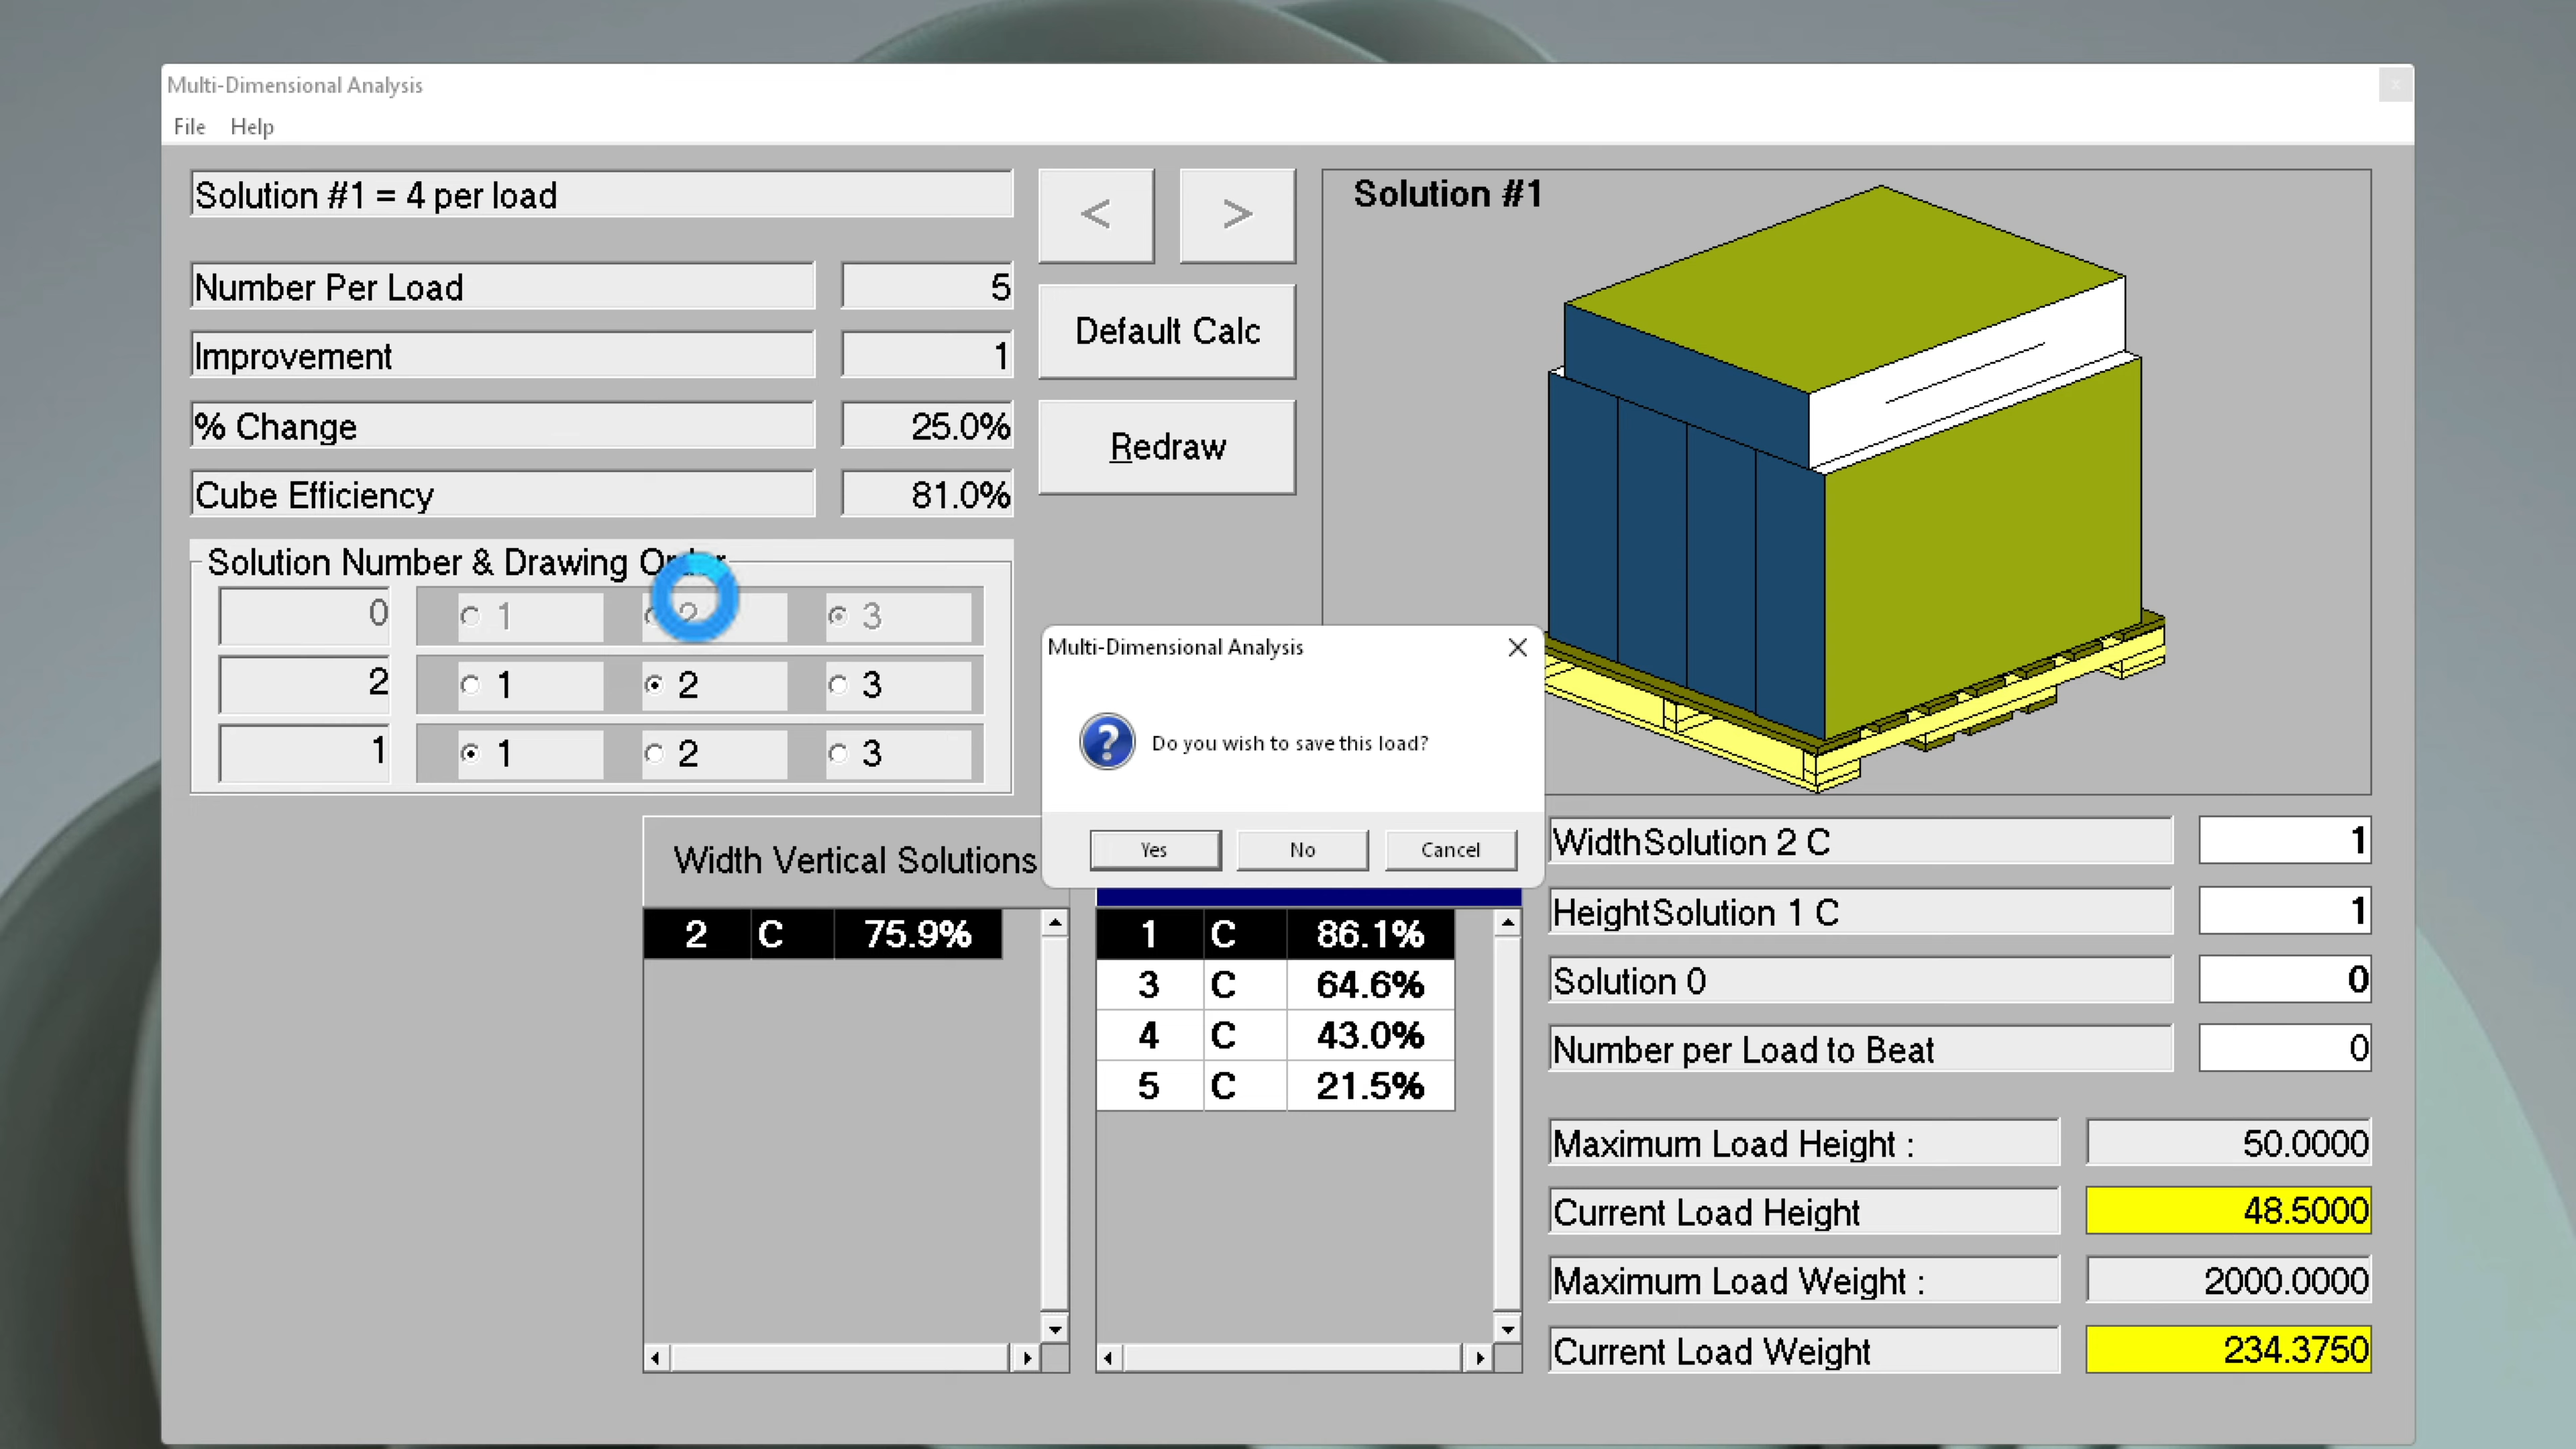 Multi-Dimensional Analysis
File Help
Solution #1 = 4 per load
Number Per Load 5
Improvement 1
% Change 25.0%
Cube Efficiency 81.0%
< >
Default Calc
Redraw
Solution #1
Solution Number & Drawing Order
0 1 2 3
2 1 2 3
1 1 2 3
Multi-Dimensional Analysis
Do you wish to save this load?
Yes No Cancel
Width Vertical Solutions
2 C 75.9%
1 C 86.1%
3 C 64.6%
4 C 43.0%
5 C 21.5%
WidthSolution 2 C 1
HeightSolution 1 C 1
Solution 0 0
Number per Load to Beat 0
Maximum Load Height : 50.0000
Current Load Height 48.5000
Maximum Load Weight : 2000.0000
Current Load Weight 234.3750